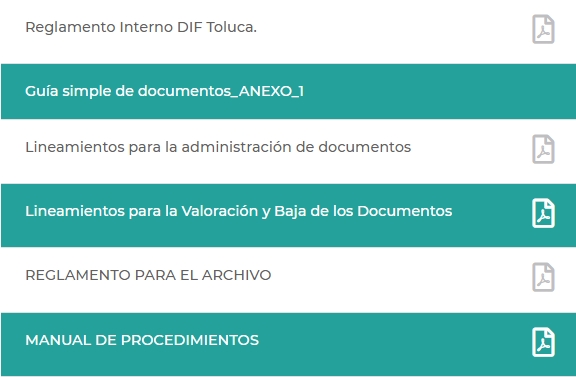 Reglamento Interno DIF Toluca.
Guía simple de documentos_ANEXO_1
Lineamientos para la administración de documentos
Lineamientos para la Valoración y Baja de los Documentos
REGLAMENTO PARA EL ARCHIVO
MANUAL DE PROCEDIMIENTOS